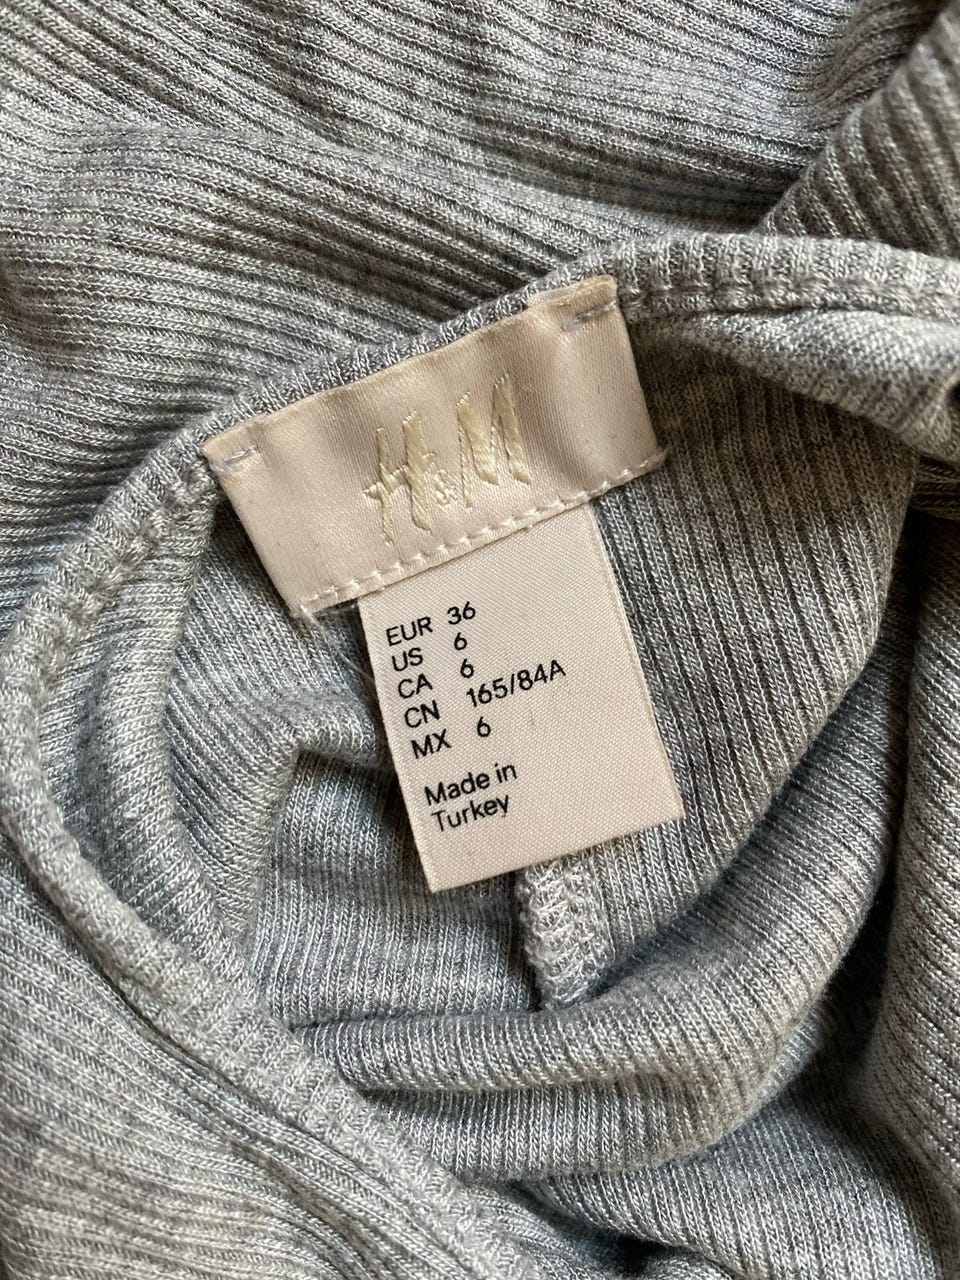 H&M
EUR 36
US 6
CA 6
CN 165/84A
MX 6
Made in
Turkey